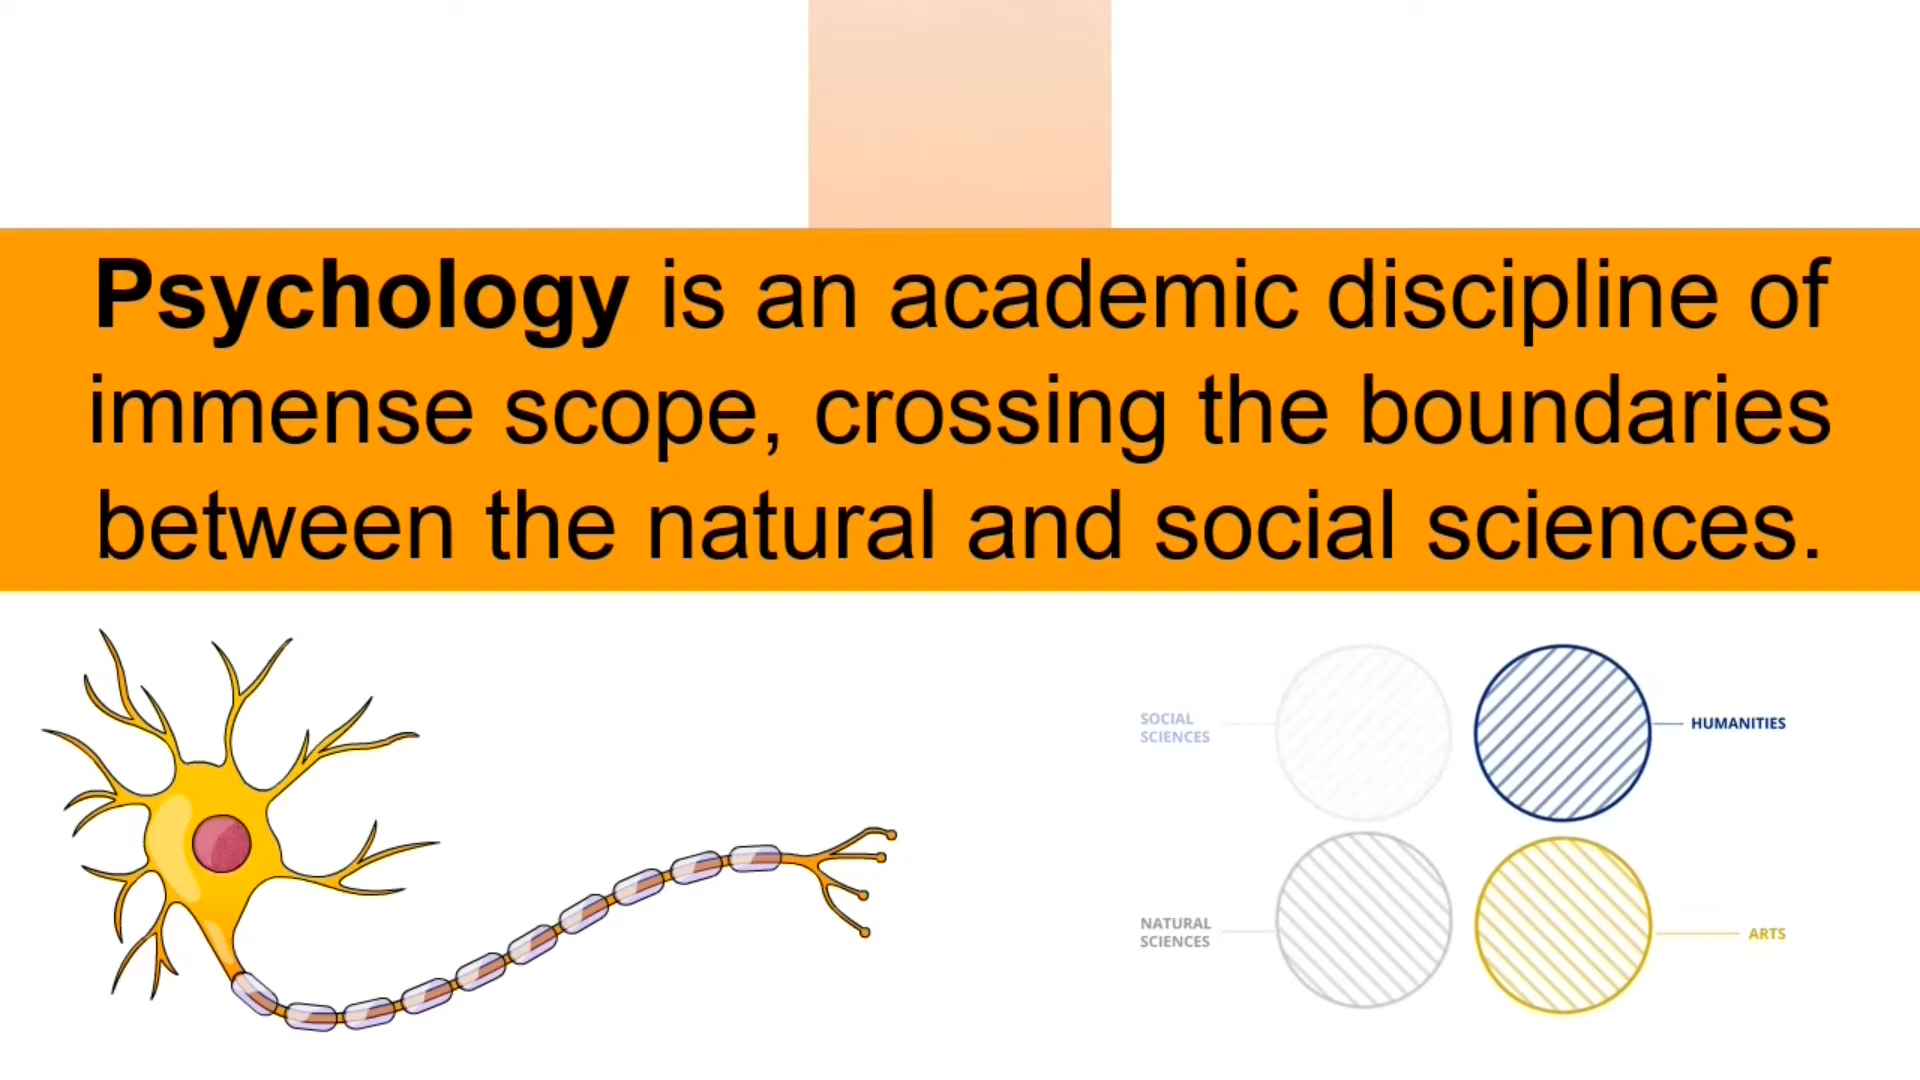 Psychology is an academic discipline of
immense scope, crossing the boundaries
between the natural and social sciences.
SOCIAL
SCIENCES
HUMANITIES
NATURAL
SCIENCES
ARTS